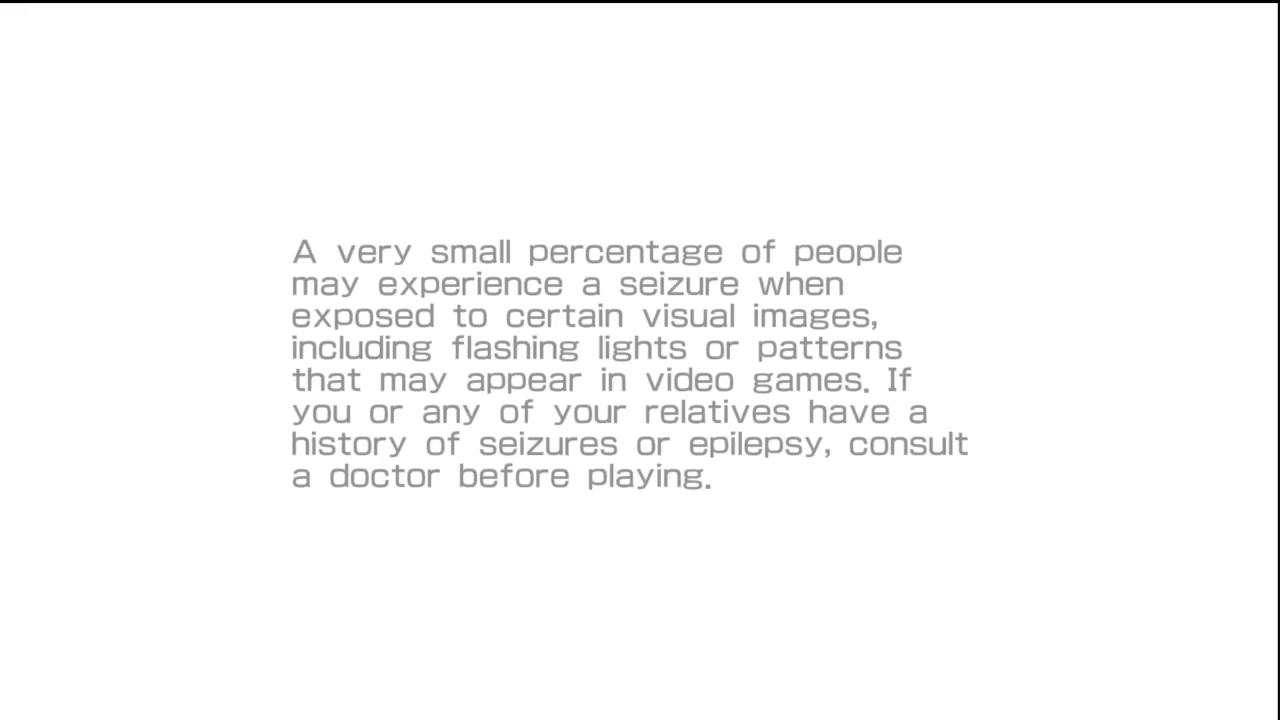 A very small percentage of people
may experience a seizure when
exposed to certain visual images,
including flashing lights or patterns
that may appear in video games. If
you or any of your relatives have a
history of seizures or epilepsy, consult
a doctor before playing.